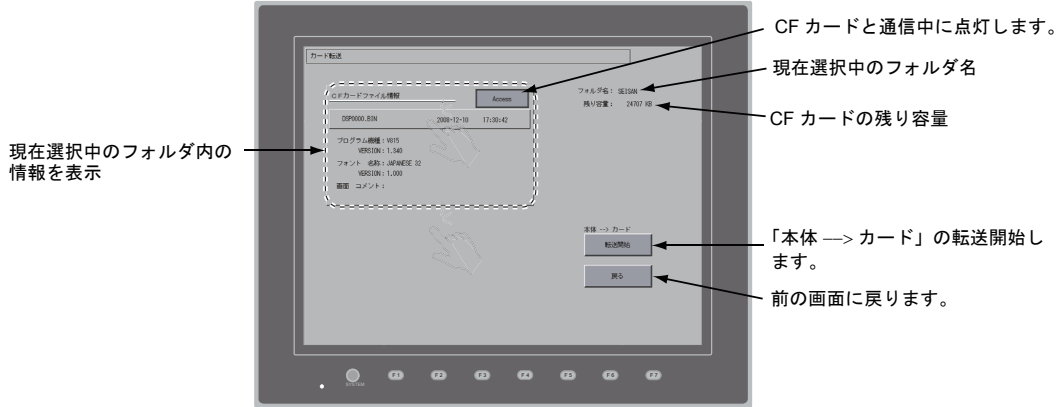 CF カードと通信中に点灯します。
現在選択中のフォルダ名
CF カードの残り容量
現在選択中のフォルダ内の
情報を表示
「本体 ––> カード」の転送開始し
ます。
前の画面に戻ります。
カード転送
CFカードファイル情報
Access
フォルダ名: SEISAN
残り容量: 24707 KB
DSP0000.BIN 2008-12-10 17:30:42
プログラム機種:V815
VERSION:1.340
フォント 名称:JAPANESE 32
VERSION:1.000
画面 コメント:
本体 --> カード
転送開始
戻る
SYSTEM
F1 F2 F3 F4 F5 F6 F7